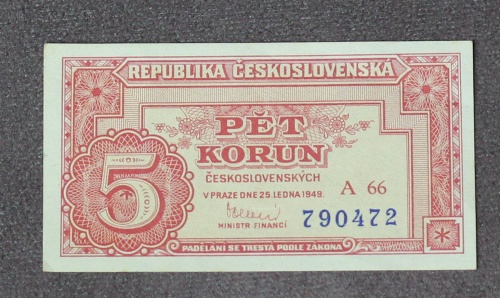 REPUBLIKA ČESKOSLOVENSKÁ
PĚT
KORUN
ČESKOSLOVENSKÝCH
V PRAZE DNE 25. LEDNA 1949.
A 66
5
MINISTR FINANCÍ
790472
PADĚLÁNÍ SE TRESTÁ PODLE ZÁKONA